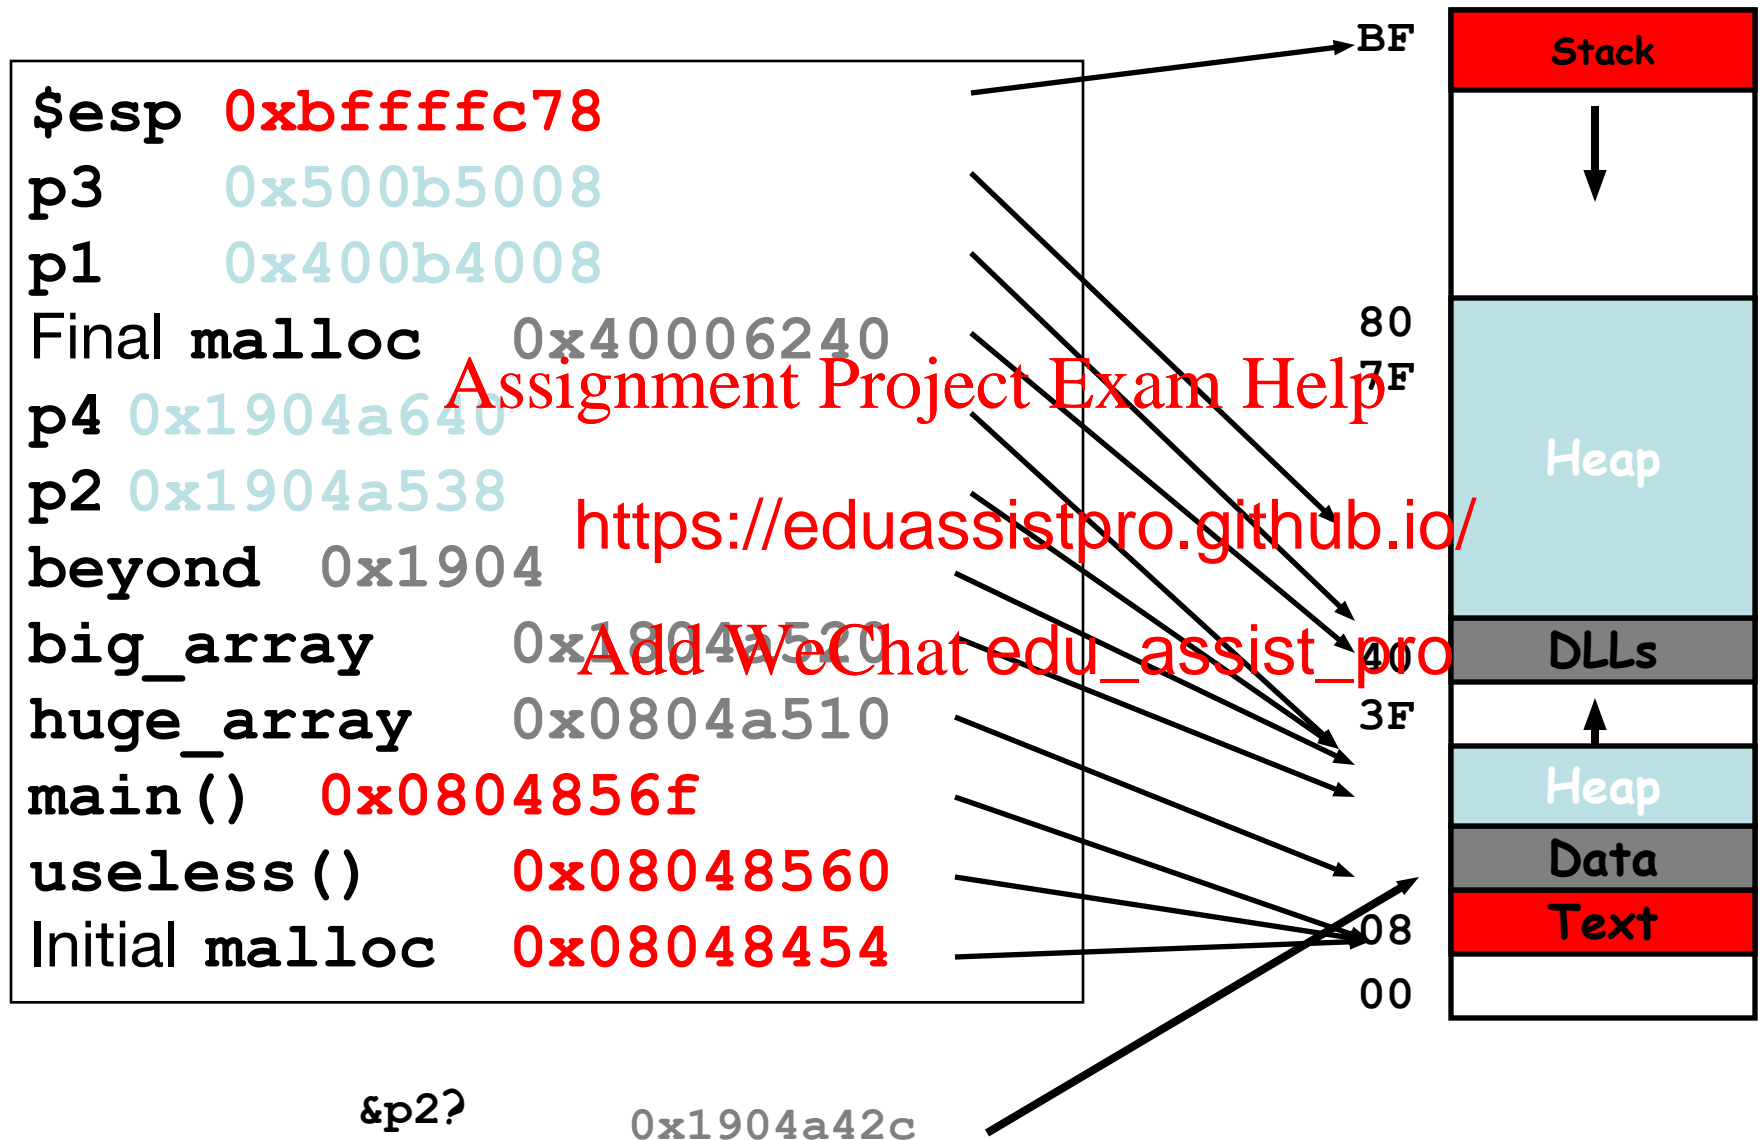 $esp 0xbffffc78
p3 0x500b5008
p1 0x400b4008
Final malloc 0x40006240
p4 0x1904a640
p2 0x1904a538
beyond 0x1904
big_array 0x1804a520
huge_array 0x0804a510
main() 0x0804856f
useless() 0x08048560
Initial malloc 0x08048454
&p2? 0x1904a42c
Assignment Project Exam Help
https://eduassistpro.github.io/
Add WeChat edu_assist_pro
BF
80
7F
40
3F
08
00
Stack
Heap
DLLs
Heap
Data
Text